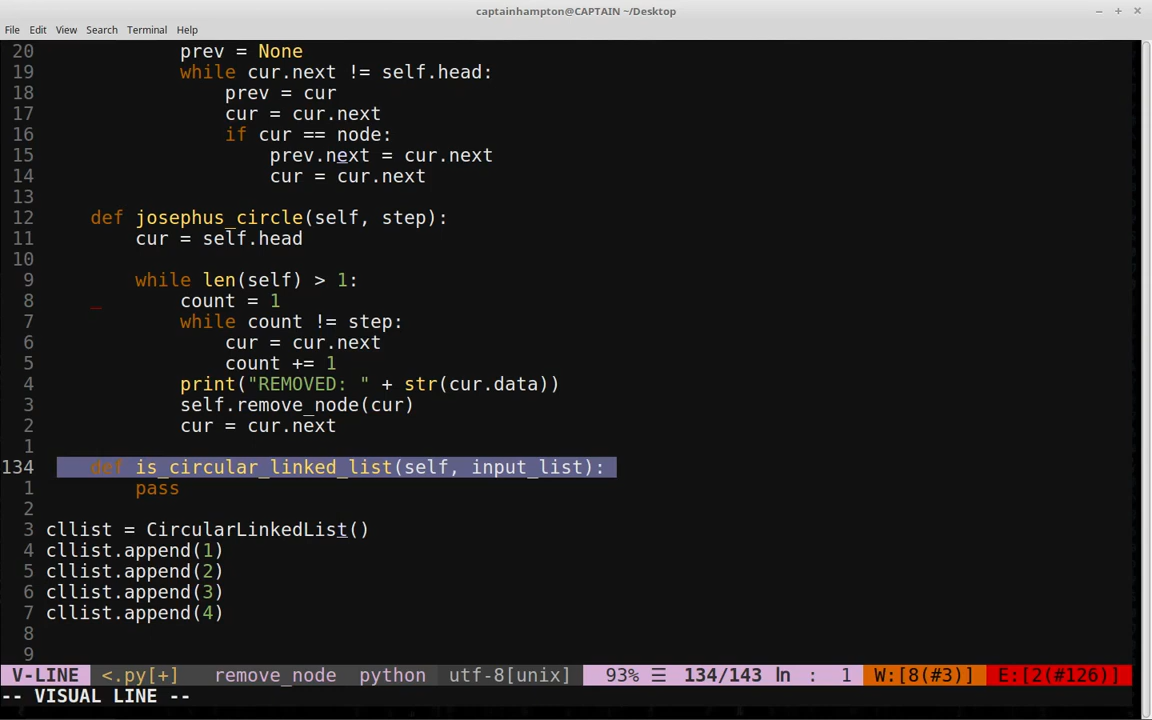 captainhampton@CAPTAIN ~/Desktop
File Edit View Search Terminal Help
20 prev = None
19 while cur.next != self.head:
18 prev = cur
17 cur = cur.next
16 if cur == node:
15 prev.next = cur.next
14 cur = cur.next
13
12 def josephus_circle(self, step):
11 cur = self.head
10
9 while len(self) > 1:
8 count = 1
7 while count != step:
6 cur = cur.next
5 count += 1
4 print("REMOVED: " + str(cur.data))
3 self.remove_node(cur)
2 cur = cur.next
1
134 def is_circular_linked_list(self, input_list):
1 pass
2
3 cllist = CircularLinkedList()
4 cllist.append(1)
5 cllist.append(2)
6 cllist.append(3)
7 cllist.append(4)
8
9
V-LINE <.py[+] remove_node python utf-8[unix] 93% ☰ 134/143 ln : 1 W:[8(#3)] E:[2(#126)]
-- VISUAL LINE --